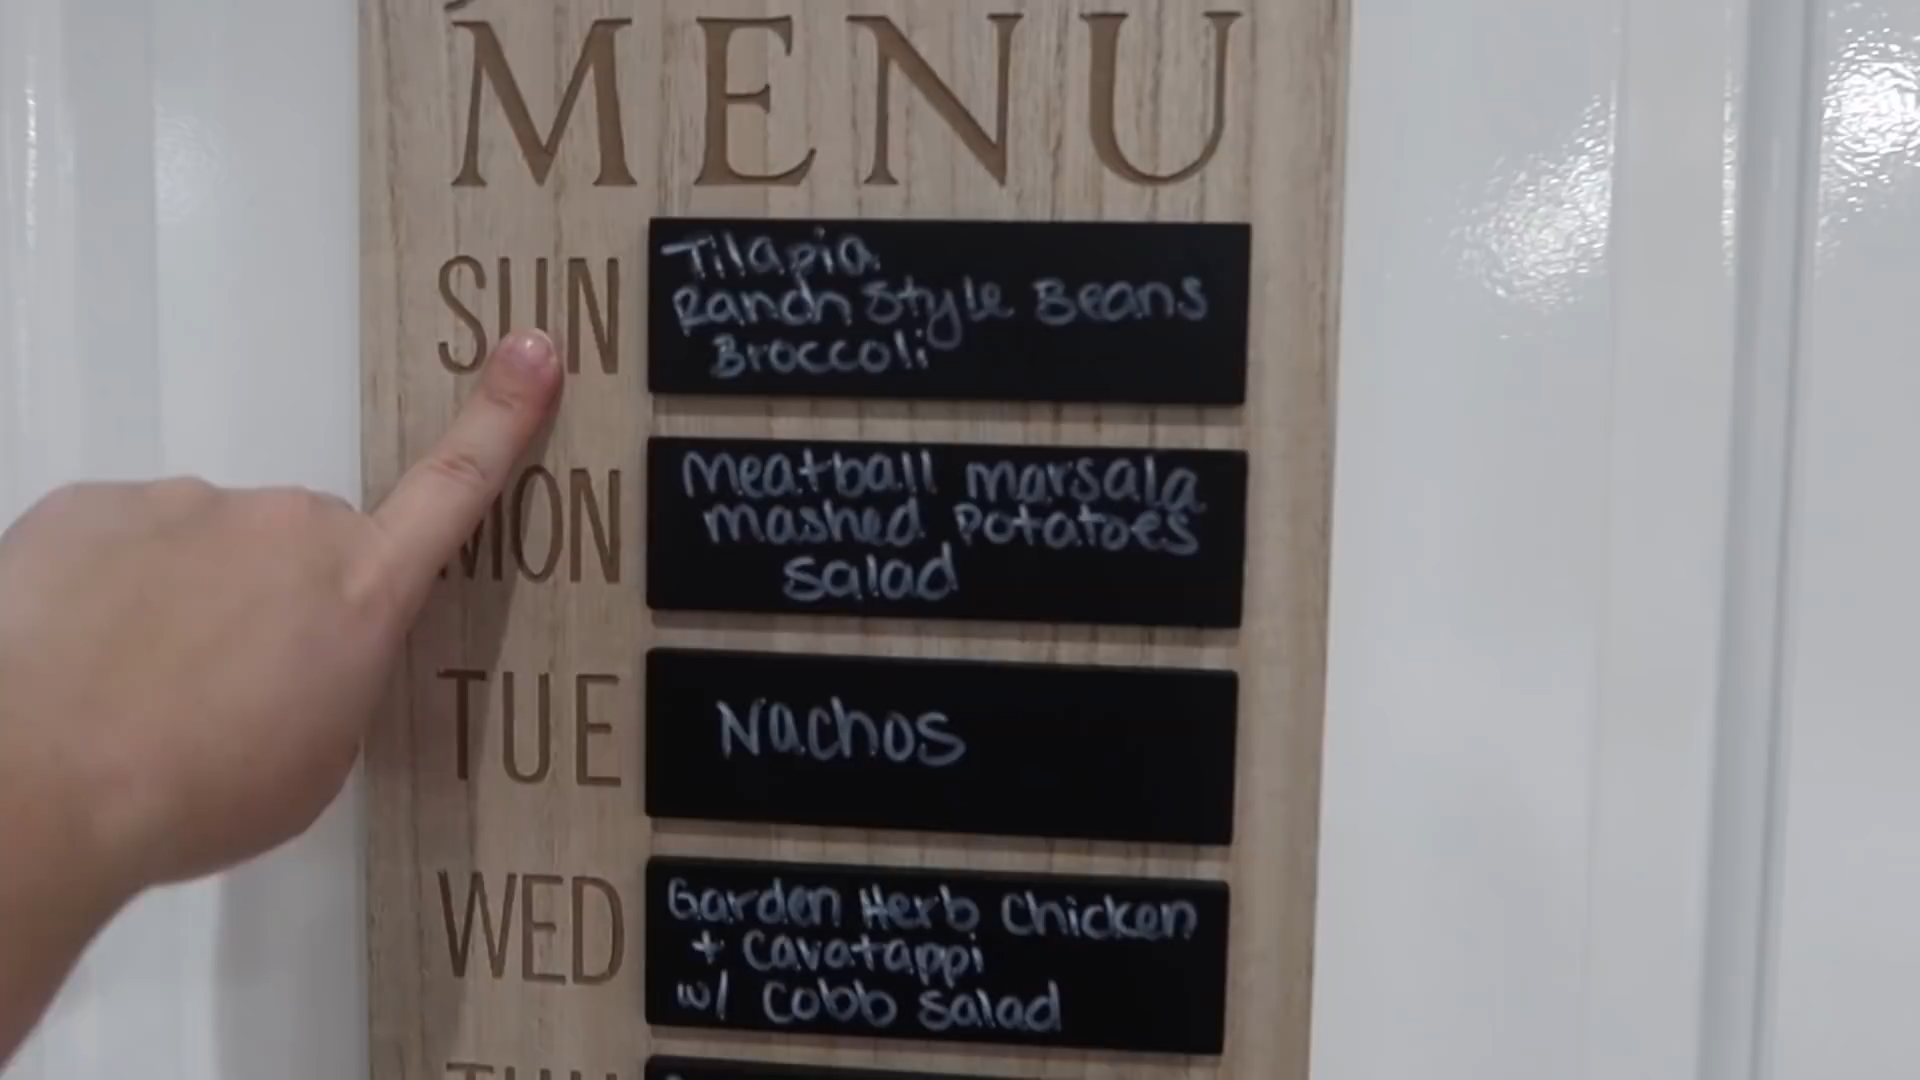 MENU
SUN
Tilapia
Ranch Style Beans
Broccoli
MON
Meatball marsala
mashed potatoes
salad
TUE
Nachos
WED
Garden Herb Chicken
+ Cavatappi
w/ Cobb salad